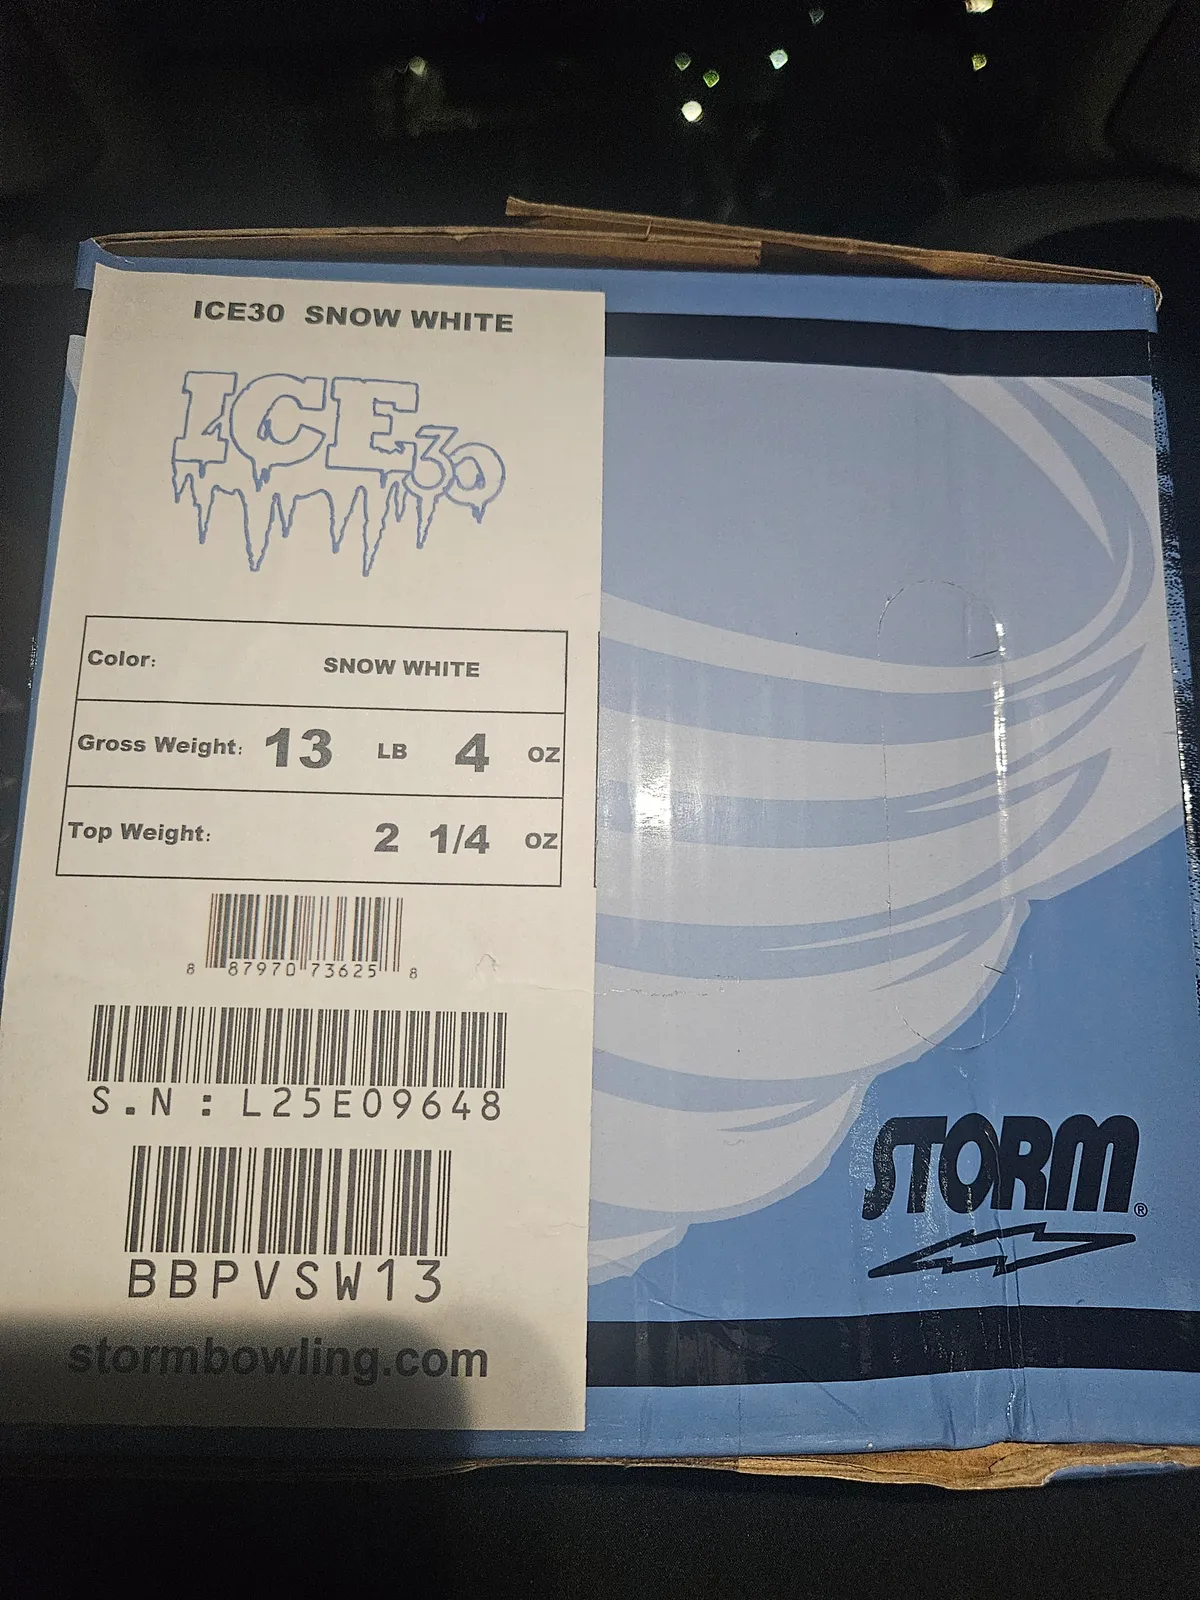 ICE30 SNOW WHITE
ICE30
Color: SNOW WHITE
Gross Weight: 13 LB 4 OZ
Top Weight: 2 1/4 OZ
8 87970 73625 8
S.N : L25E09648
BBPVSW13
stormbowling.com
STORM®